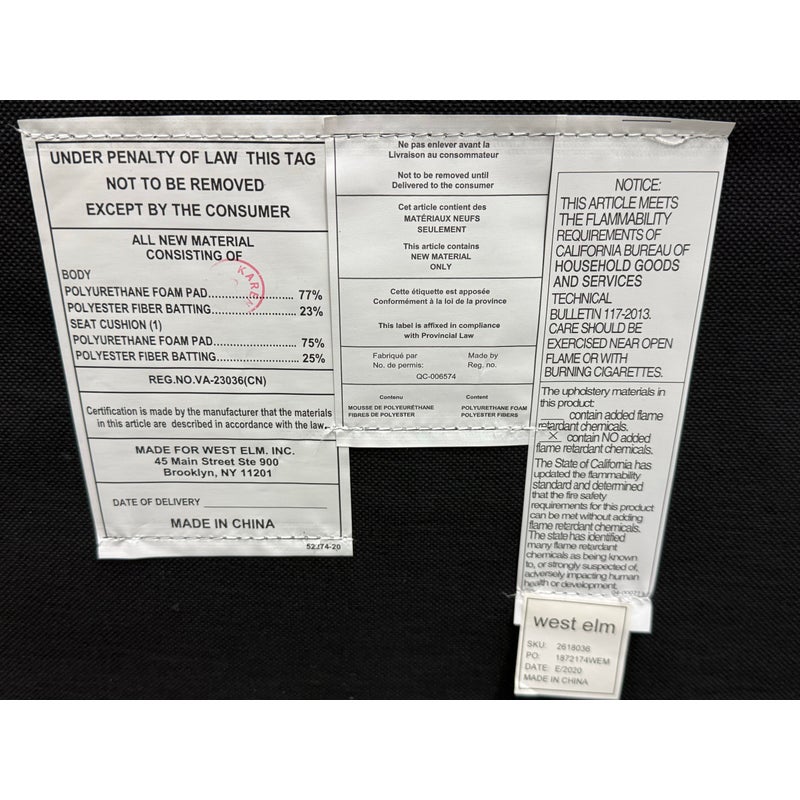 UNDER PENALTY OF LAW THIS TAG
NOT TO BE REMOVED
EXCEPT BY THE CONSUMER
ALL NEW MATERIAL
CONSISTING OF
BODY
POLYURETHANE FOAM PAD................. 77%
POLYESTER FIBER BATTING................ 23%
SEAT CUSHION (1)
POLYURETHANE FOAM PAD................ 75%
POLYESTER FIBER BATTING................ 25%
KAREN
REG.NO.VA-23036(CN)
Certification is made by the manufacturer that the materials
in this article are described in accordance with the law.
MADE FOR WEST ELM. INC.
45 Main Street Ste 900
Brooklyn, NY 11201
DATE OF DELIVERY
MADE IN CHINA
52274-20
Ne pas enlever avant la
Livraison au consommateur
Not to be removed until
Delivered to the consumer
Cet article contient des
MATÉRIAUX NEUFS
SEULEMENT
This article contains
NEW MATERIAL
ONLY
Cette étiquette est apposée
Conformément à la loi de la province
This label is affixed in compliance
with Provincial Law
Fabriqué par Made by
No. de permis: Reg. no.
QC-006574
Contenu Content
MOUSSE DE POLYEURÉTHANE POLYURETHANE FOAM
FIBRES DE POLYESTER POLYESTER FIBERS
NOTICE:
THIS ARTICLE MEETS
THE FLAMMABILITY
REQUIREMENTS OF
CALIFORNIA BUREAU OF
HOUSEHOLD GOODS
AND SERVICES
TECHNICAL
BULLETIN 117-2013.
CARE SHOULD BE
EXERCISED NEAR OPEN
FLAME OR WITH
BURNING CIGARETTES.
The upholstery materials in
this product:
contain added flame
retardant chemicals.
X contain NO added
flame retardant chemicals.
The State of California has
updated the flammability
standard and determined
that the fire safety
requirements for this product
can be met without adding
flame retardant chemicals.
The state has identified
many flame retardant
chemicals as being known
to, or strongly suspected of,
adversely impacting human
health or development.
west elm
SKU: 2618036
PO: 1872174WEM
DATE: E/2020
MADE IN CHINA